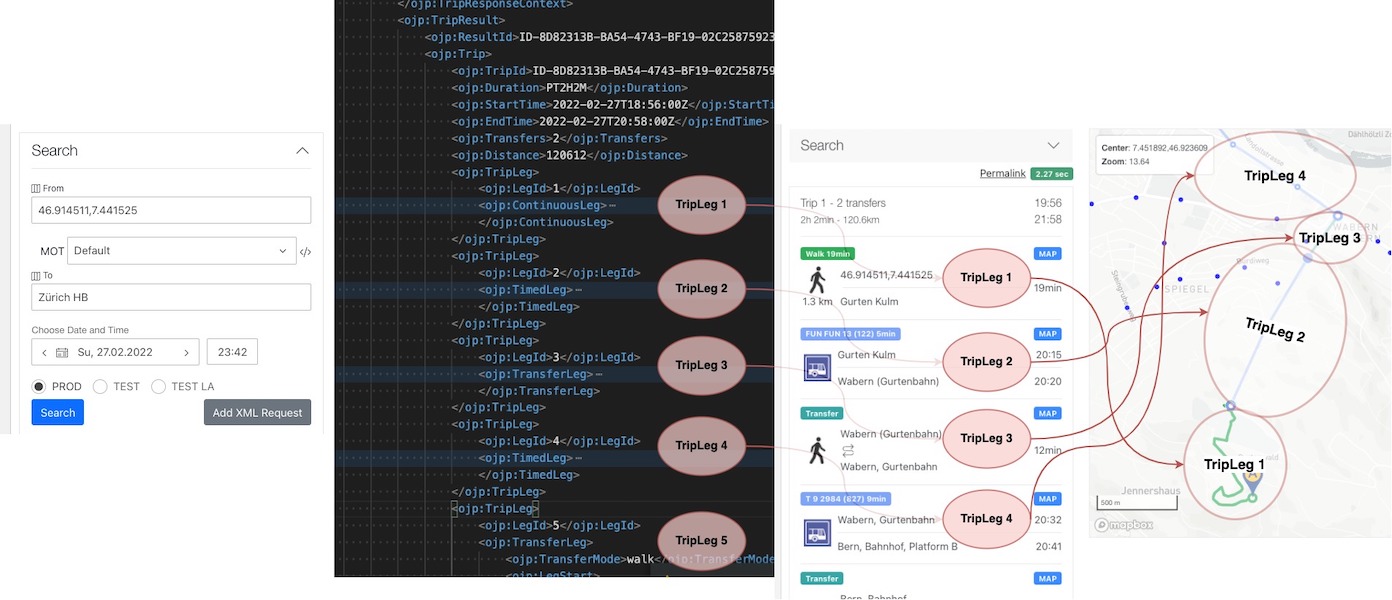 Search
From
46.914511,7.441525
MOT Default </>
To
Zürich HB
Choose Date and Time
Su, 27.02.2022 23:42
PROD TEST TEST LA
Search Add XML Request
</ojp:TripResponseContext>
<ojp:TripResult>
<ojp:ResultId>ID-8D82313B-BA54-4743-BF19-02C25875923
<ojp:Trip>
<ojp:TripId>ID-8D82313B-BA54-4743-BF19-02C258759
<ojp:Duration>PT2H2M</ojp:Duration>
<ojp:StartTime>2022-02-27T18:56:00Z</ojp:StartTi
<ojp:EndTime>2022-02-27T20:58:00Z</ojp:EndTime>
<ojp:Transfers>2</ojp:Transfers>
<ojp:Distance>120612</ojp:Distance>
<ojp:TripLeg>
<ojp:LegId>1</ojp:LegId>
<ojp:ContinuousLeg>⋯
</ojp:ContinuousLeg>
</ojp:TripLeg>
<ojp:TripLeg>
<ojp:LegId>2</ojp:LegId>
<ojp:TimedLeg>⋯
</ojp:TimedLeg>
</ojp:TripLeg>
<ojp:TripLeg>
<ojp:LegId>3</ojp:LegId>
<ojp:TransferLeg>⋯
</ojp:TransferLeg>
</ojp:TripLeg>
<ojp:TripLeg>
<ojp:LegId>4</ojp:LegId>
<ojp:TimedLeg>⋯
</ojp:TimedLeg>
</ojp:TripLeg>
<ojp:TripLeg>
<ojp:LegId>5</ojp:LegId>
<ojp:TransferLeg>
<ojp:TransferMode>walk</ojp:TransferMode
<ojp:LegStart>
TripLeg 1
TripLeg 2
TripLeg 3
TripLeg 4
TripLeg 5
Search
Permalink 2.27 sec
Trip 1 - 2 transfers 19:56
2h 2min - 120.6km 21:58
Walk 19min MAP
46.914511,7.441525
19min
1.3 km Gurten Kulm
TripLeg 1
FUN FUN 13 (122) 5min MAP
Gurten Kulm 20:15
Wabern (Gurtenbahn) 20:20
TripLeg 2
Transfer MAP
Wabern (Gurtenbahn)
12min
Wabern, Gurtenbahn
TripLeg 3
T 9 2984 (827) 9min MAP
Wabern, Gurtenbahn 20:32
Bern, Bahnhof, Platform B 20:41
TripLeg 4
Transfer MAP
Bern, Bahnhof
Center: 7.451892,46.923609
Zoom: 13.64
TripLeg 4
TripLeg 3
WABERN
SPIEGEL
TripLeg 2
TripLeg 1
A
Jennershaus
500 m
mapbox